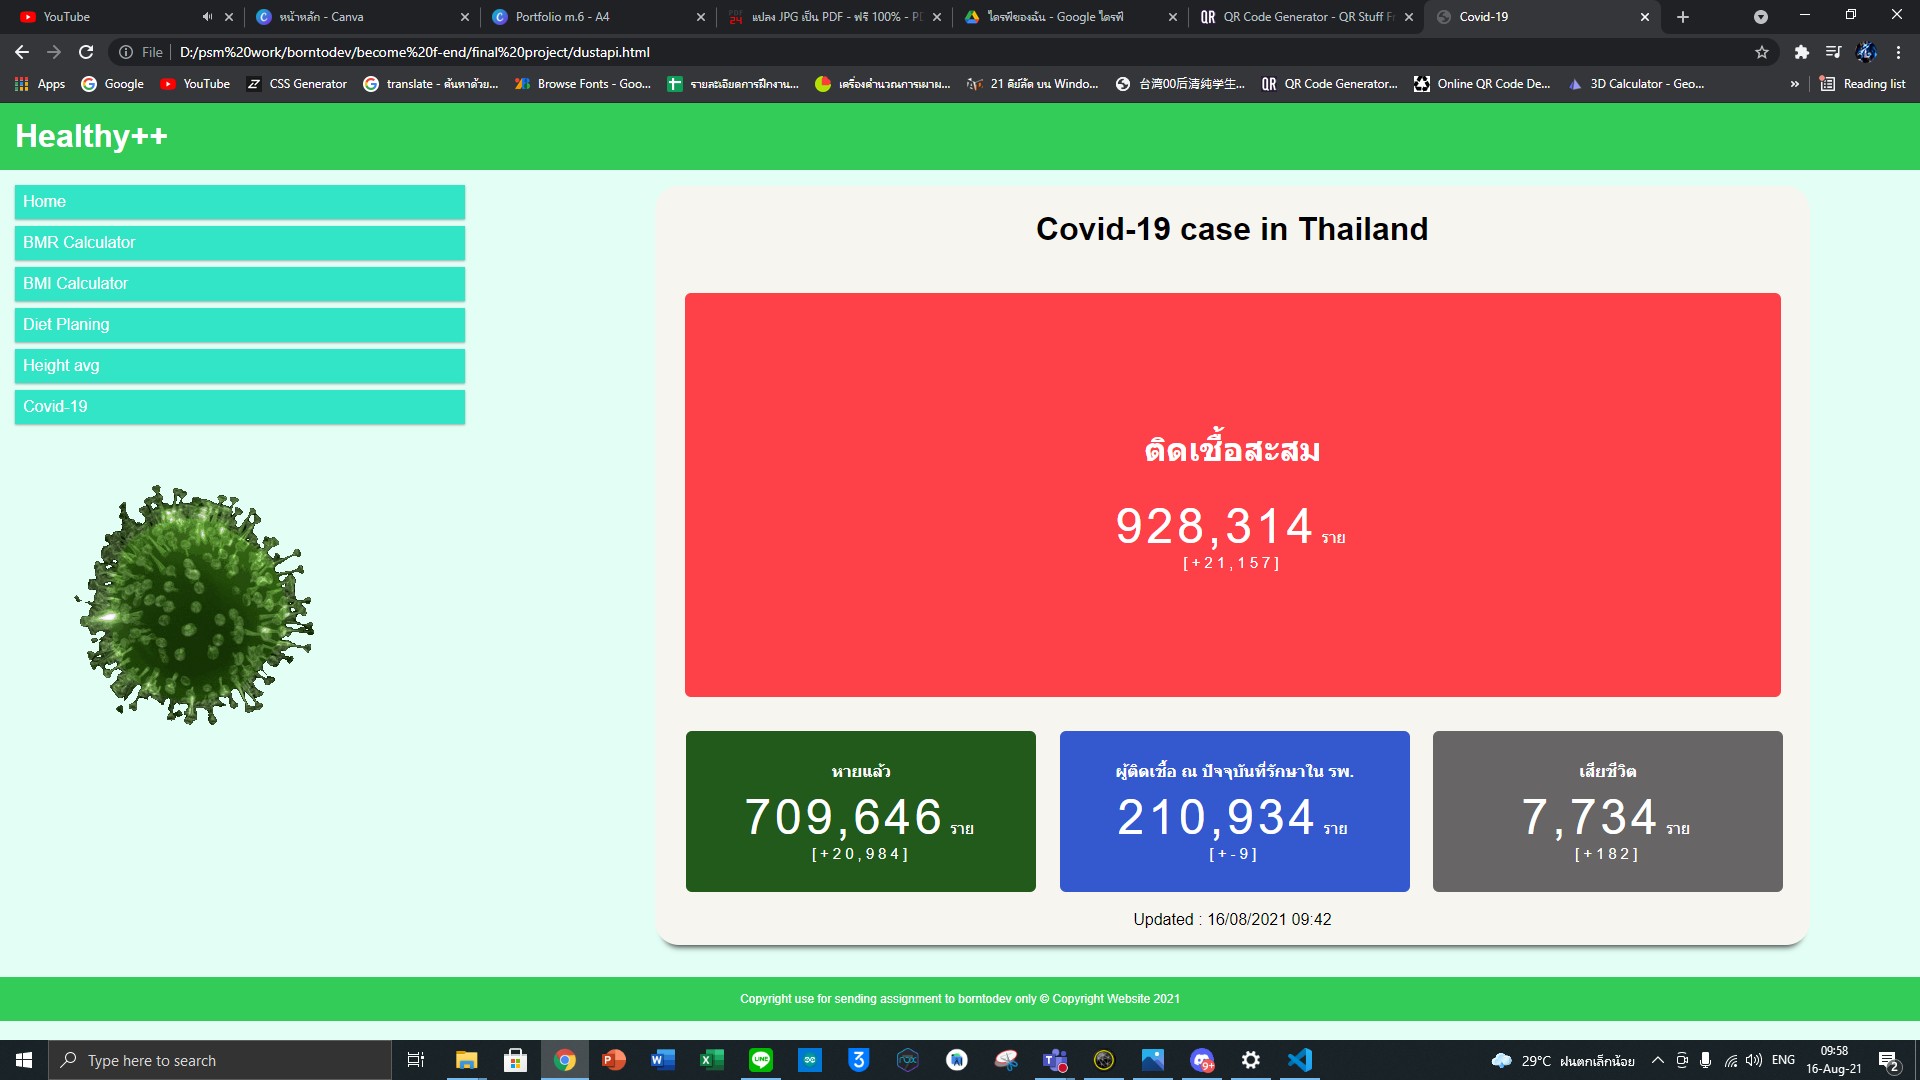 YouTube
หน้าหลัก - Canva
Portfolio m.6 - A4
แปลง JPG เป็น PDF - ฟรี 100% - P
ไดรฟ์ของฉัน - Google ไดรฟ์
QR Code Generator - QR Stuff Fr
Covid-19
File
D:/psm%20work/borntodev/become%20f-end/final%20project/dustapi.html
Apps
Google
YouTube
CSS Generator
translate - ค้นหาด้วย...
Browse Fonts - Goo...
รายละเอียดการฝึกงาน...
เครื่องคำนวณการเผาผ...
21 คีย์ลัด บน Windo...
台湾00后清纯学生...
QR Code Generator...
Online QR Code De...
3D Calculator - Geo...
Reading list
Healthy++
Home
BMR Calculator
BMI Calculator
Diet Planing
Height avg
Covid-19
Covid-19 case in Thailand
ติดเชื้อสะสม
928,314 ราย
[+21,157]
หายแล้ว
709,646 ราย
[+20,984]
ผู้ติดเชื้อ ณ ปัจจุบันที่รักษาใน รพ.
210,934 ราย
[+-9]
เสียชีวิต
7,734 ราย
[+182]
Updated : 16/08/2021 09:42
Copyright use for sending assignment to borntodev only © Copyright Website 2021
Type here to search
29°C ฝนตกเล็กน้อย
ENG
09:58
16-Aug-21
2